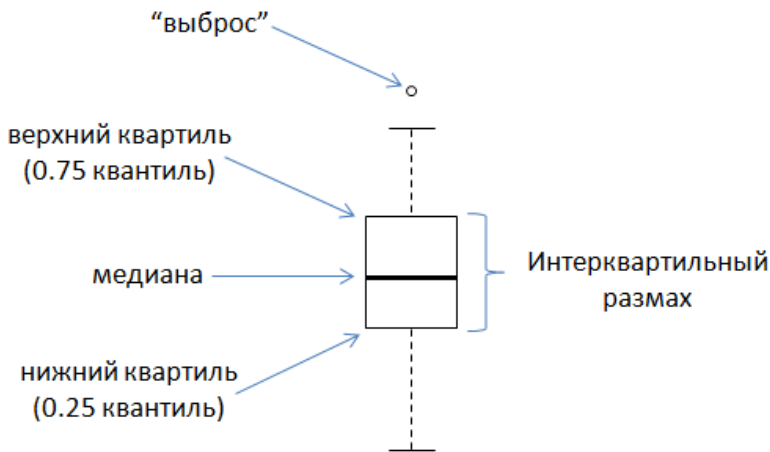 “выброс”
верхний квартиль
(0.75 квантиль)
медиана
Интерквартильный
размах
нижний квартиль
(0.25 квантиль)